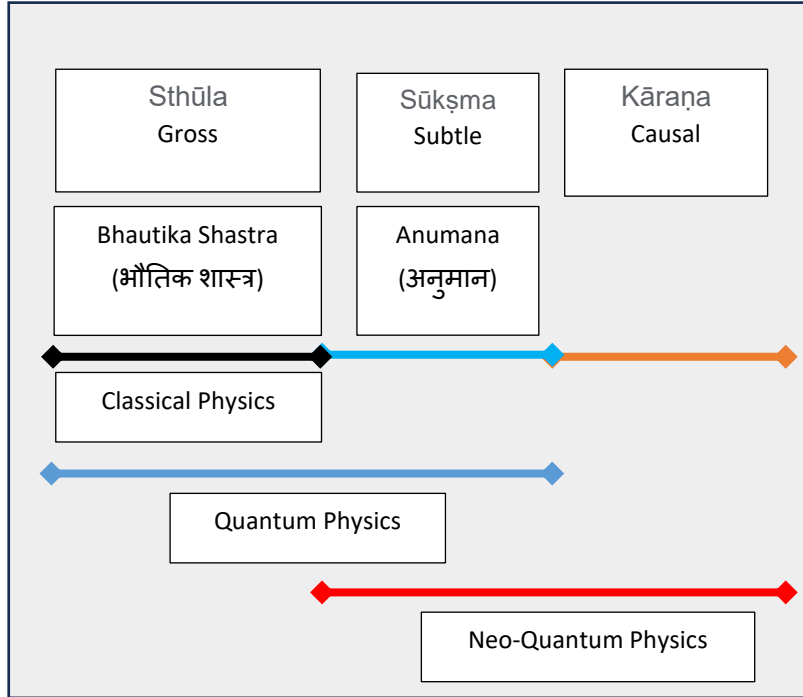 Sthūla
Gross
Sūkṣma
Subtle
Kāraṇa
Causal
Bhautika Shastra
(भौतिक शास्त्र)
Anumana
(अनुमान)
Classical Physics
Quantum Physics
Neo-Quantum Physics